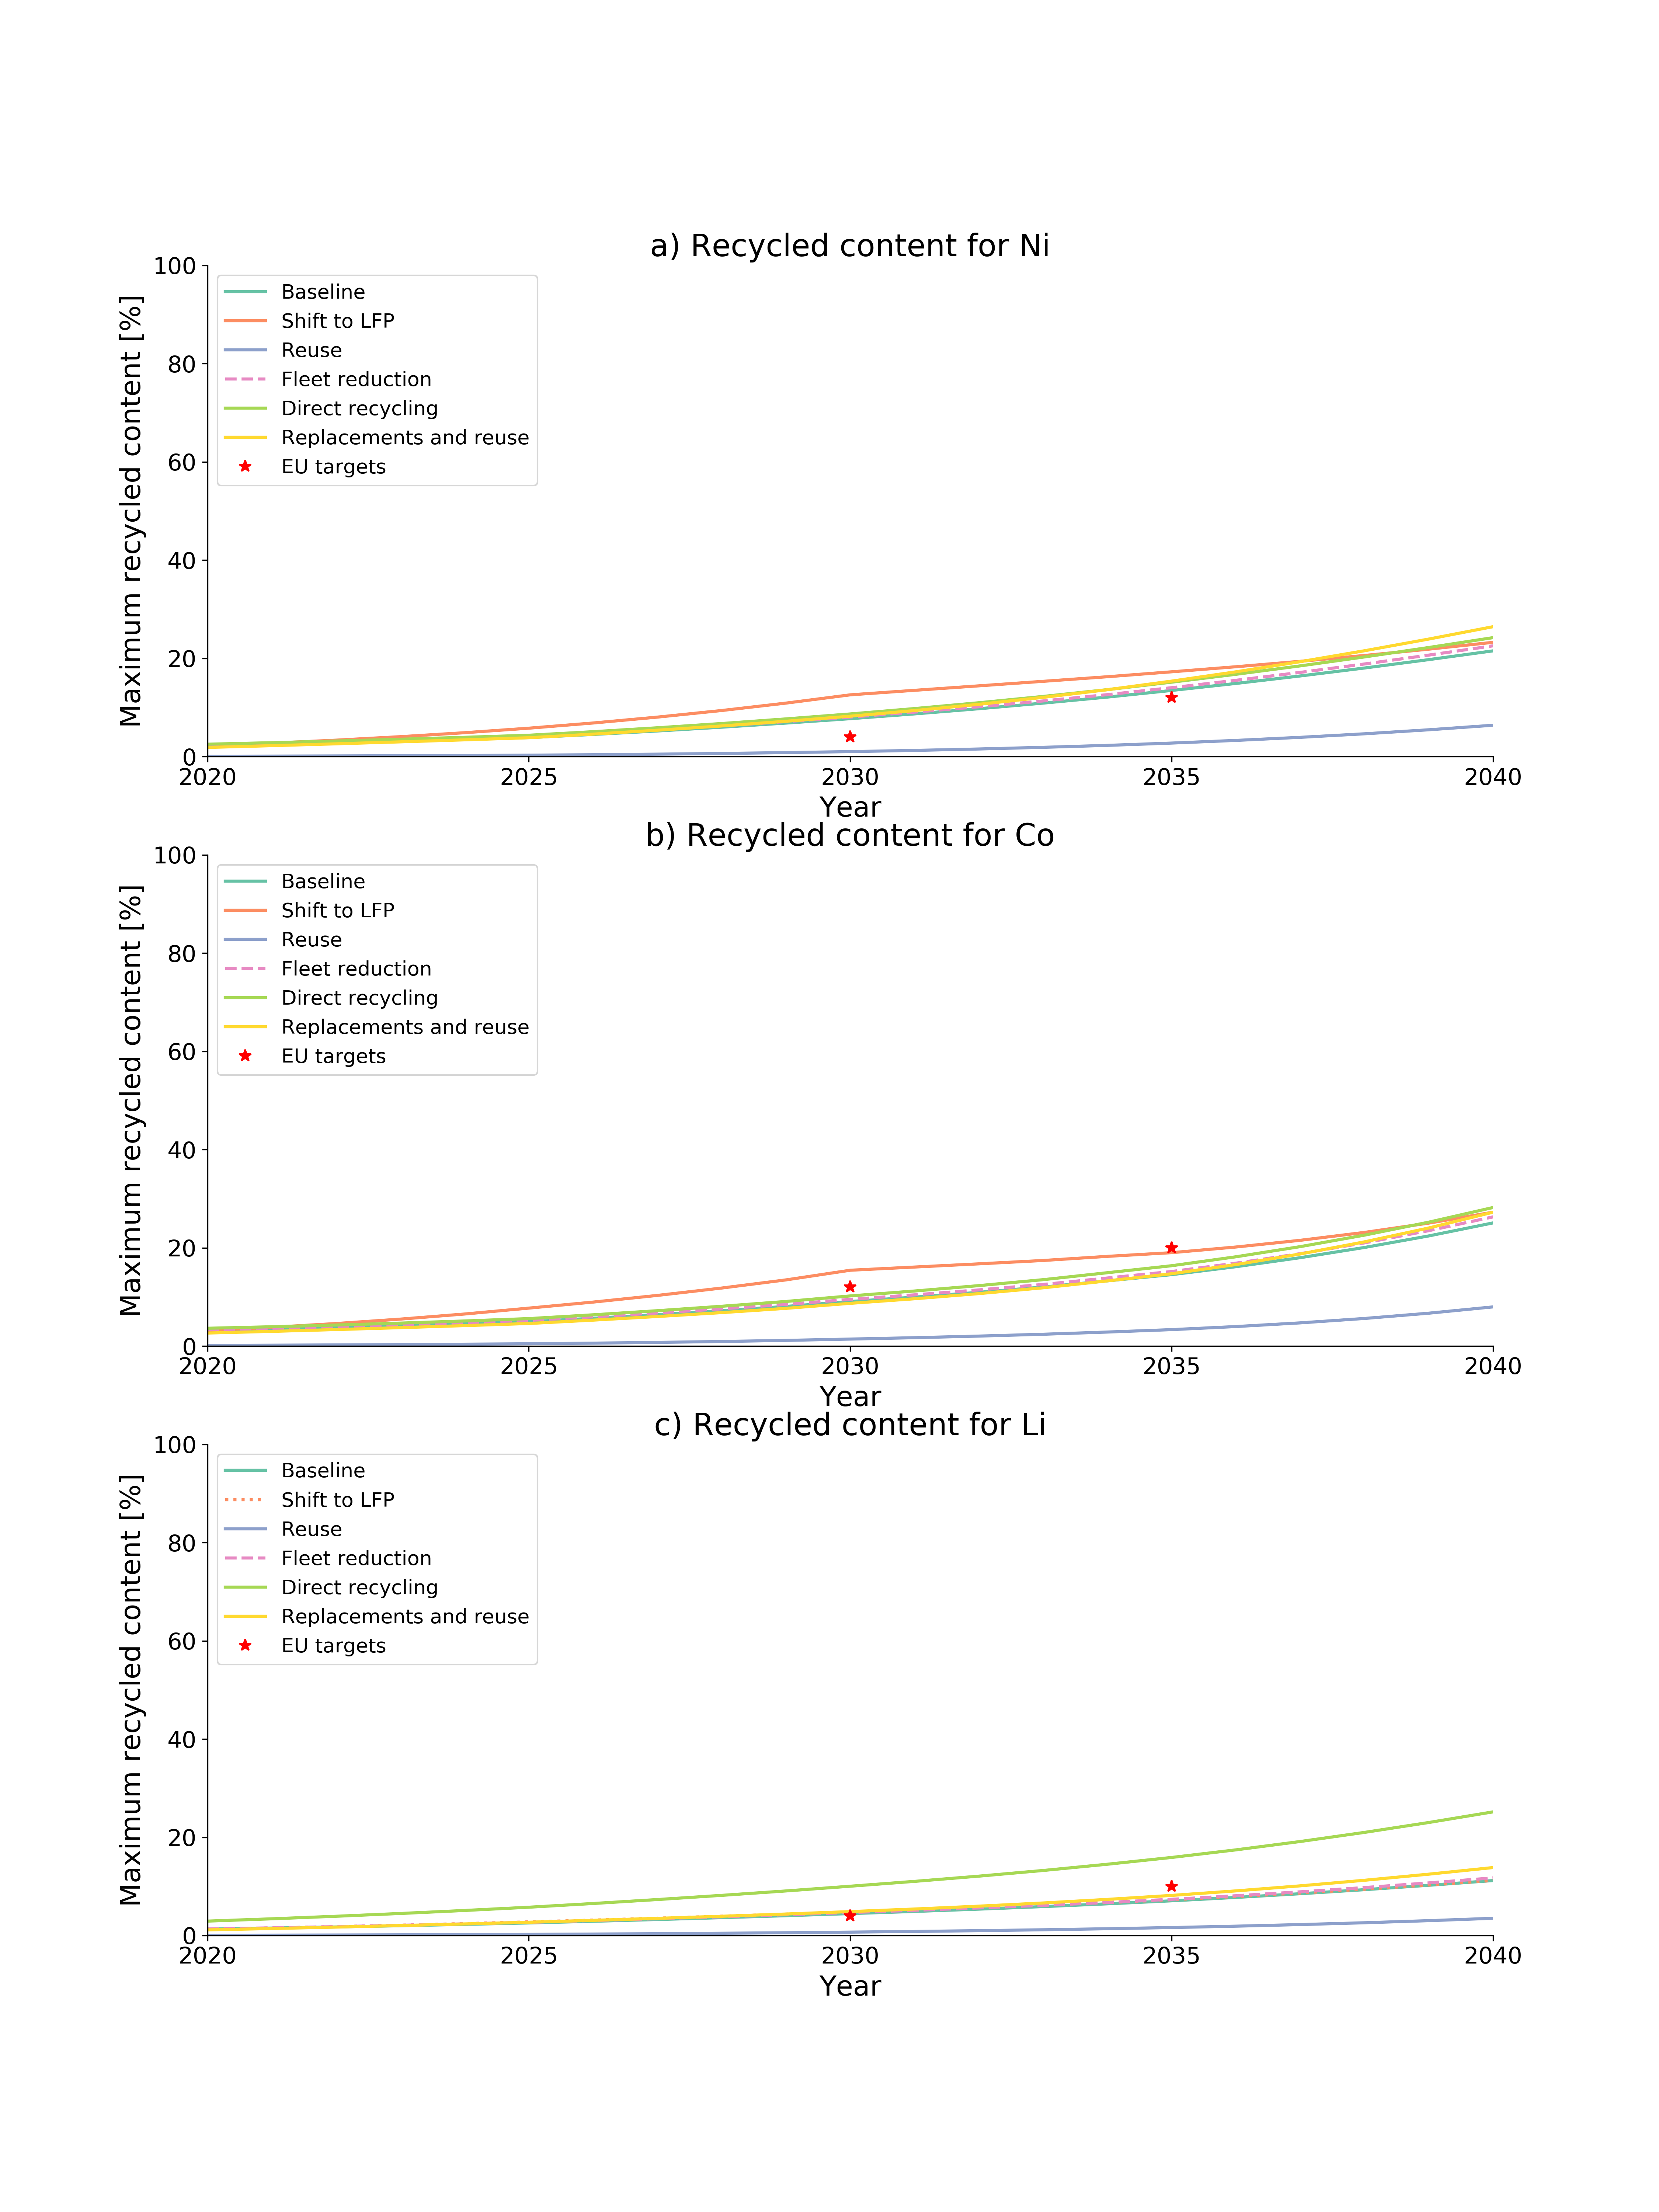 a) Recycled content for Ni
Maximum recycled content [%]
100
80
60
40
20
0
Baseline
Shift to LFP
Reuse
Fleet reduction
Direct recycling
Replacements and reuse
EU targets
2020 2025 2030 2035 2040
Year
b) Recycled content for Co
Maximum recycled content [%]
100
80
60
40
20
0
Baseline
Shift to LFP
Reuse
Fleet reduction
Direct recycling
Replacements and reuse
EU targets
2020 2025 2030 2035 2040
Year
c) Recycled content for Li
Maximum recycled content [%]
100
80
60
40
20
0
Baseline
Shift to LFP
Reuse
Fleet reduction
Direct recycling
Replacements and reuse
EU targets
2020 2025 2030 2035 2040
Year